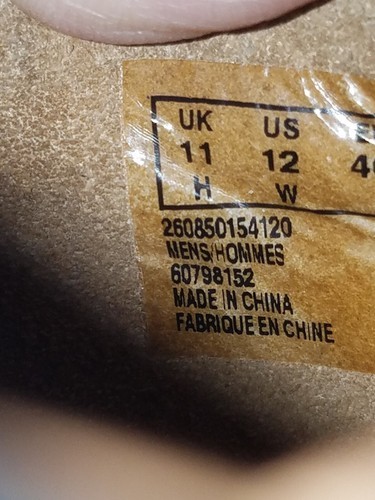 UK US
11 12
H W
260850154120
MENS/HOMMES
60798152
MADE IN CHINA
FABRIQUE EN CHINE